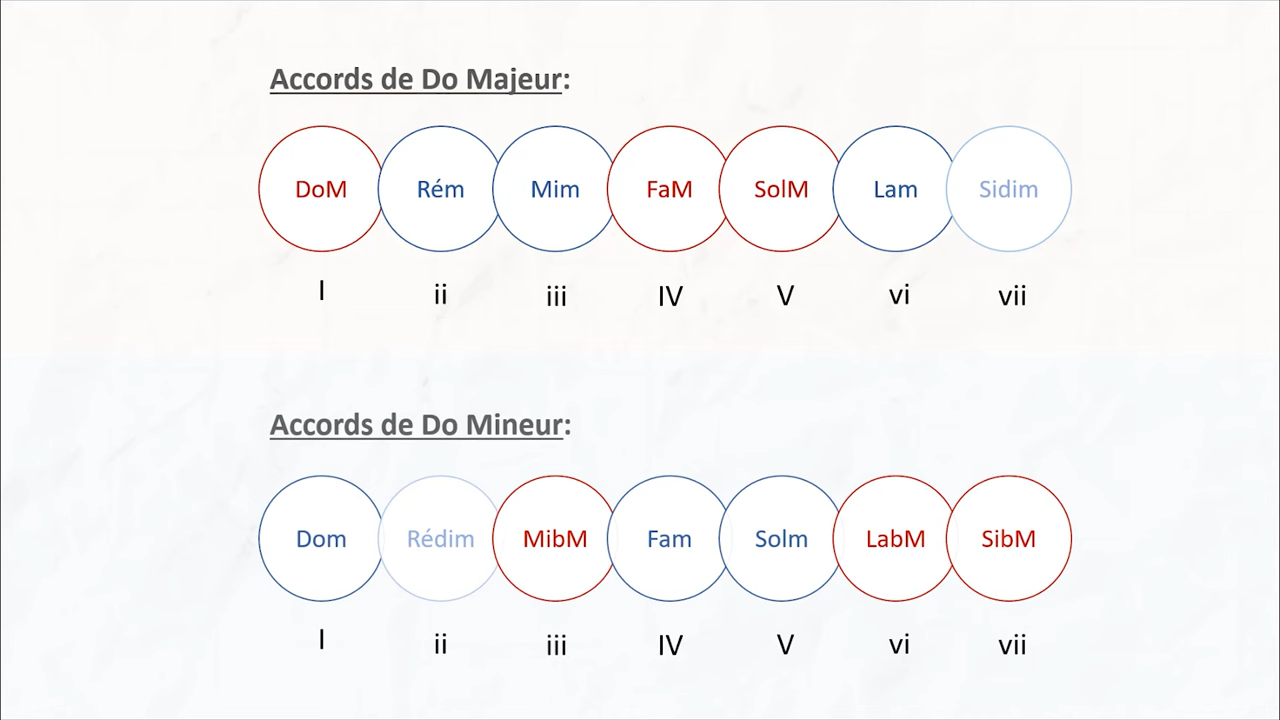 Accords de Do Majeur:
DoM Rém Mim FaM SolM Lam Sidim
I ii iii IV V vi vii
Accords de Do Mineur:
Dom Rédim MibM Fam Solm LabM SibM
I ii iii IV V vi vii